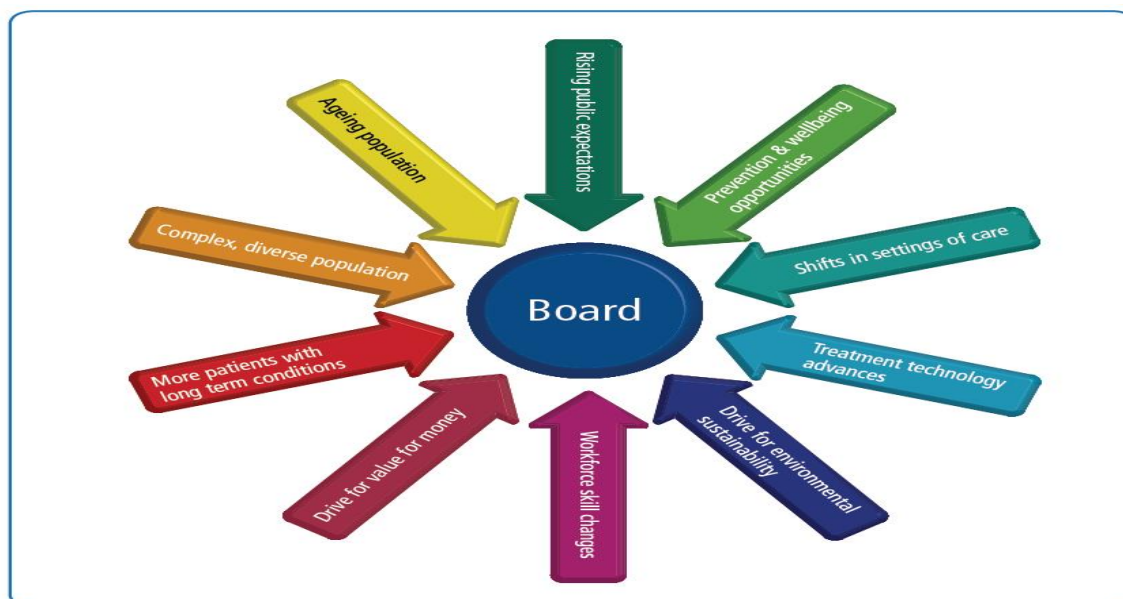 Rising public expectations
Prevention & wellbeing
opportunities
Shifts in settings of care
Treatment technology
advances
Drive for environmental
sustainability
Workforce skill changes
Drive for value for money
More patients with
long term conditions
Complex, diverse population
Ageing population
Board